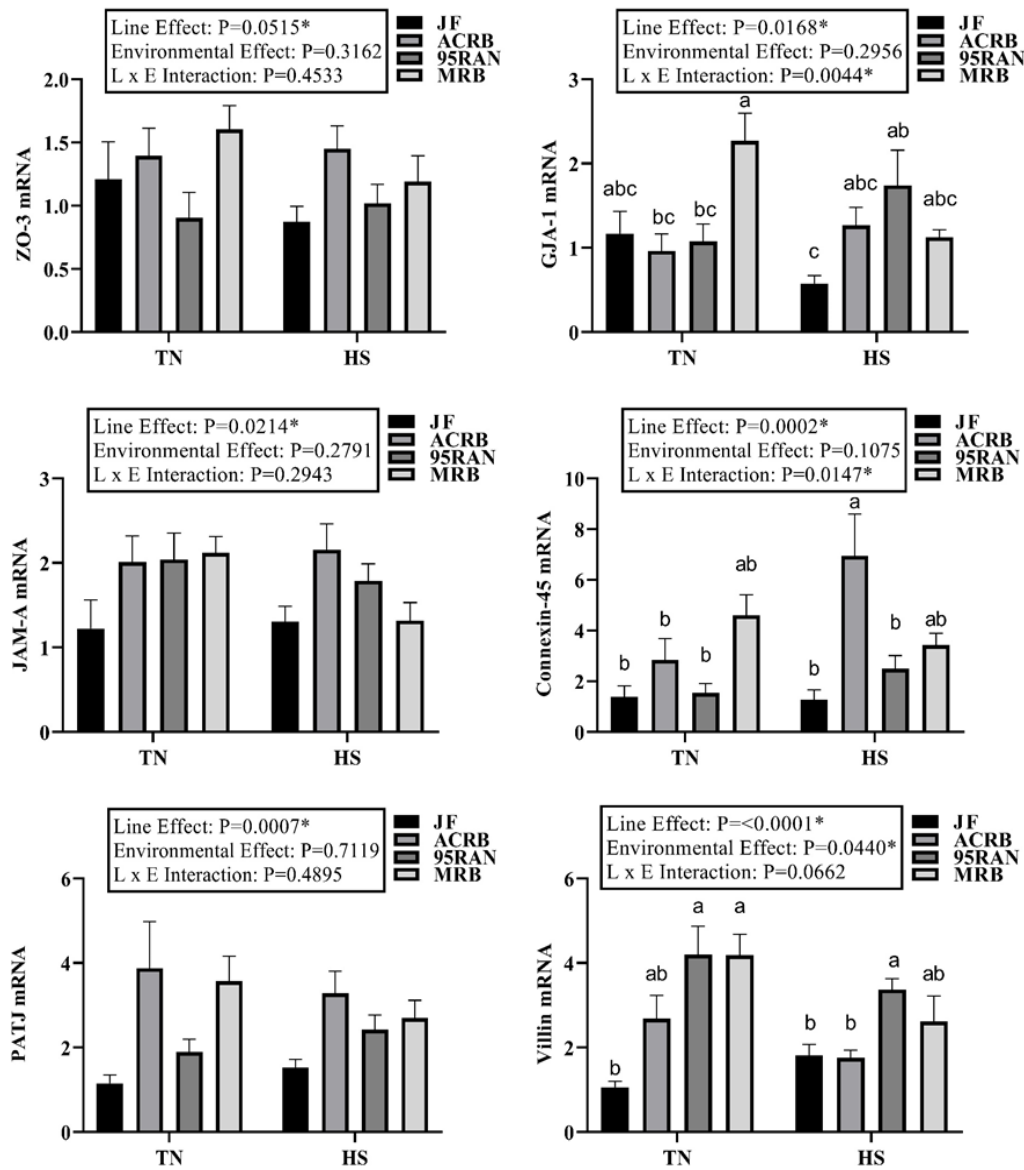 Line Effect: P=0.0515*
Environmental Effect: P=0.3162
L x E Interaction: P=0.4533
JF
ACRB
95RAN
MRB
ZO-3 mRNA
2.0
1.5
1.0
0.5
0.0
TN
HS
Line Effect: P=0.0168*
Environmental Effect: P=0.2956
L x E Interaction: P=0.0044*
JF
ACRB
95RAN
MRB
GJA-1 mRNA
3
2
1
0
abc
bc
bc
a
c
abc
ab
abc
TN
HS
Line Effect: P=0.0214*
Environmental Effect: P=0.2791
L x E Interaction: P=0.2943
JF
ACRB
95RAN
MRB
JAM-A mRNA
3
2
1
0
TN
HS
Line Effect: P=0.0002*
Environmental Effect: P=0.1075
L x E Interaction: P=0.0147*
JF
ACRB
95RAN
MRB
Connexin-45 mRNA
10
8
6
4
2
0
b
b
b
ab
b
a
b
ab
TN
HS
Line Effect: P=0.0007*
Environmental Effect: P=0.7119
L x E Interaction: P=0.4895
JF
ACRB
95RAN
MRB
PATJ mRNA
6
4
2
0
TN
HS
Line Effect: P=<0.0001*
Environmental Effect: P=0.0440*
L x E Interaction: P=0.0662
JF
ACRB
95RAN
MRB
Villin mRNA
6
4
2
0
b
ab
a
a
b
b
a
ab
TN
HS